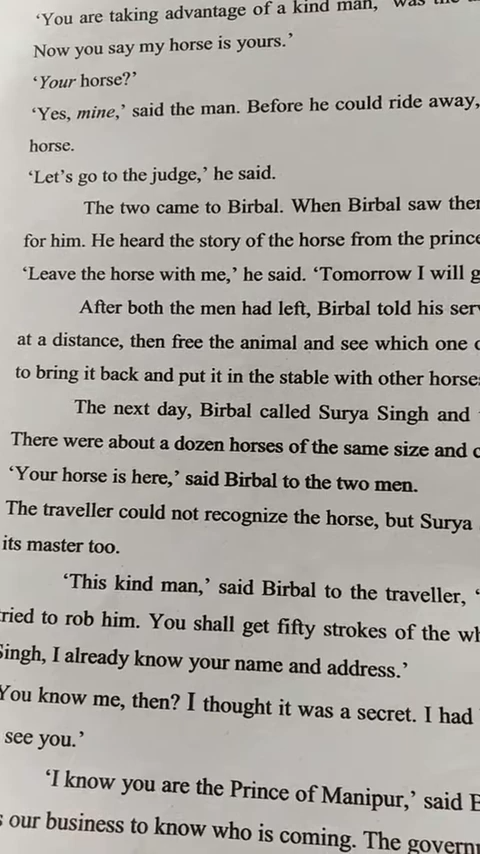 ‘You are taking advantage of a kind man,’ was the
Now you say my horse is yours.’
‘Your horse?’
‘Yes, mine,’ said the man. Before he could ride away,
horse.
‘Let’s go to the judge,’ he said.
The two came to Birbal. When Birbal saw
for him. He heard the story of the horse from the
‘Leave the horse with me,’ he said. ‘Tomorrow I will
After both the men had left, Birbal told his
at a distance, then free the animal and see which one
to bring it back and put it in the stable with other
The next day, Birbal called Surya Singh and
There were about a dozen horses of the same size and
‘Your horse is here,’ said Birbal to the two men.
The traveller could not recognize the horse, but Surya
its master too.
‘This kind man,’ said Birbal to the traveller, ‘
tried to rob him. You shall get fifty strokes of the
Singh, I already know your name and address.’
You know me, then? I thought it was a secret. I had
see you.’
‘I know you are the Prince of Manipur,’ said
our business to know who is coming. The